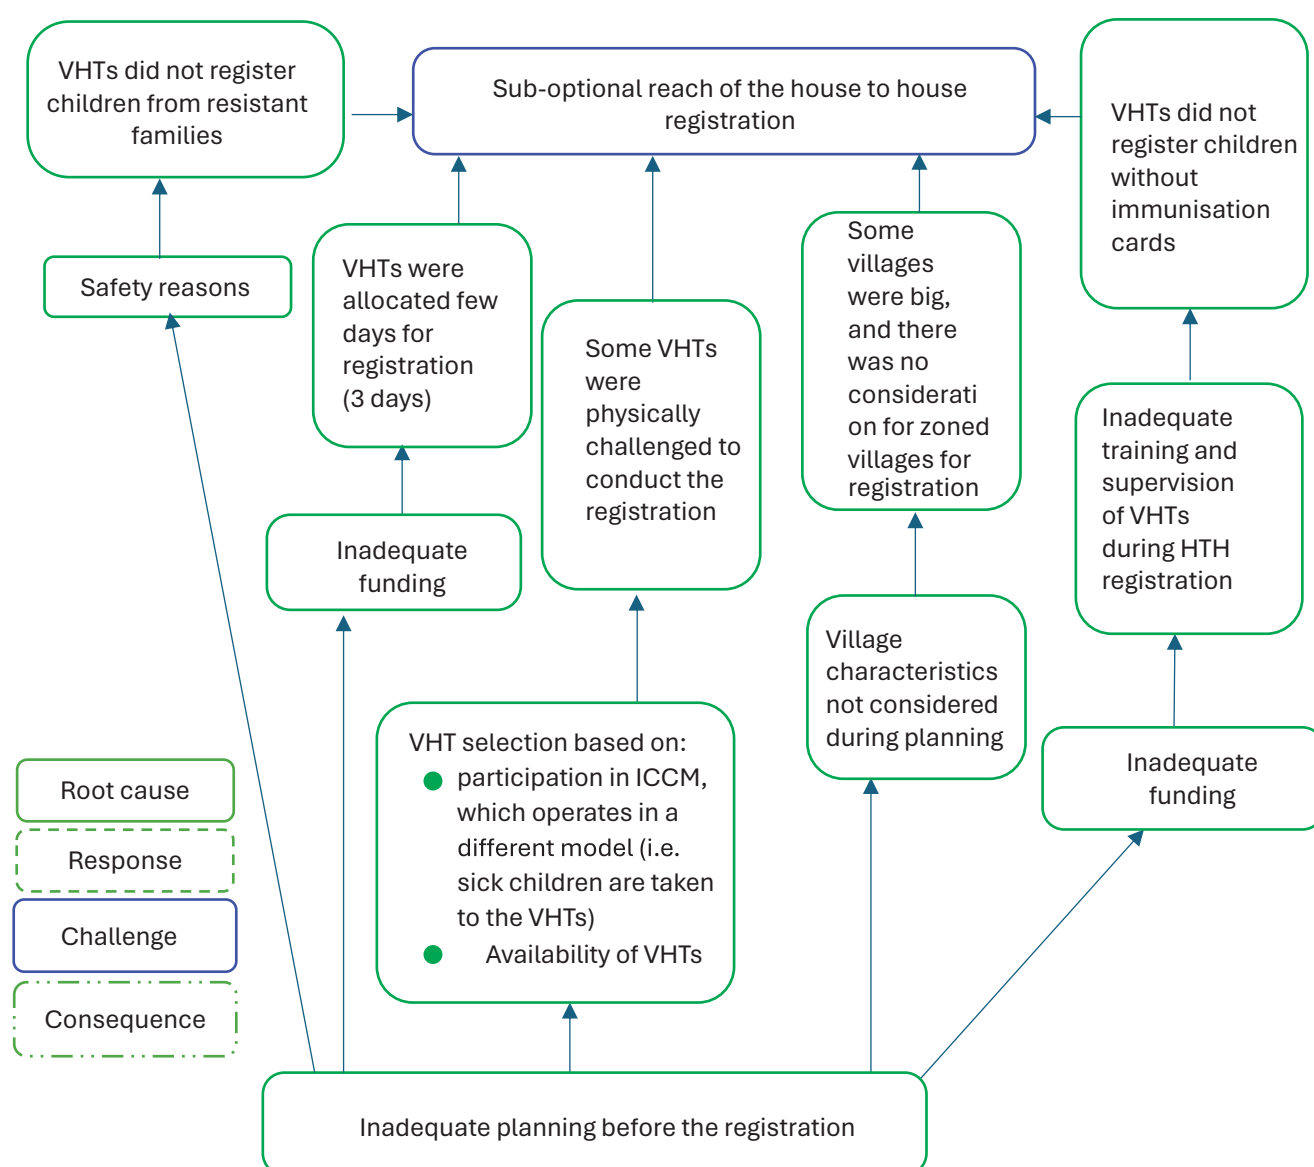 VHTs did not register
children from resistant
families
Sub-optional reach of the house to house
registration
VHTs did not
register children
without
immunisation
cards
Safety reasons
VHTs were
allocated few
days for
registration
(3 days)
Some VHTs
were
physically
challenged to
conduct the
registration
Some
villages
were big,
and there
was no
considerati
on for zoned
villages for
registration
Inadequate
training and
supervision
of VHTs
during HTH
registration
Inadequate
funding
Village
characteristics
not considered
during planning
VHT selection based on:
participation in ICCM,
which operates in a
different model (i.e.
sick children are taken
to the VHTs)
Availability of VHTs
Inadequate
funding
Root cause
Response
Challenge
Consequence
Inadequate planning before the registration